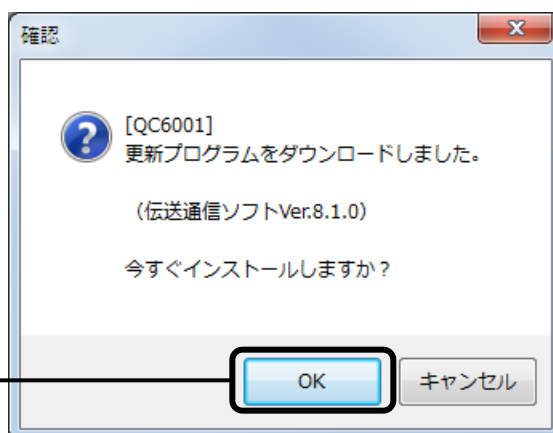 確認
[QC6001]
更新プログラムをダウンロードしました。
（伝送通信ソフトVer.8.1.0）
今すぐインストールしますか？
OK
キャンセル